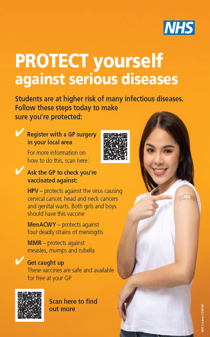 NHS
PROTECT yourself
against serious diseases
Students are at higher risk of many infectious diseases.
Follow these steps today to make
sure you're protected:
Register with a GP surgery
in your local area
For more information on
how to do this, scan here:
Ask the GP to check you're
vaccinated against:
HPV – protects against the virus causing
cervical cancer, head and neck cancers
and genital warts. Both girls and boys
should have this vaccine
MenACWY – protects against
four deadly strains of meningitis
MMR – protects against
measles, mumps and rubella
Get caught up
These vaccines are safe and available
for free at your GP
Scan here to find
out more